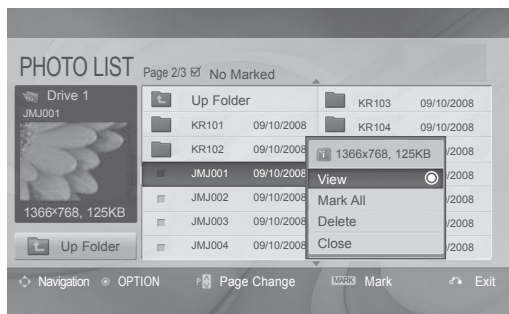 PHOTO LIST Page 2/3 No Marked
Drive 1
JMJ001
1366x768, 125KB
Up Folder
Up Folder
KR101 09/10/2008
KR102 09/10/2008
JMJ001 09/10/2008
JMJ002 09/10/2008
JMJ003 09/10/2008
JMJ004 09/10/2008
KR103 09/10/2008
KR104 09/10/2008
/2008
/2008
/2008
/2008
/2008
1366x768, 125KB
View
Mark All
Delete
Close
Navigation OPTION P Page Change MARK Mark Exit